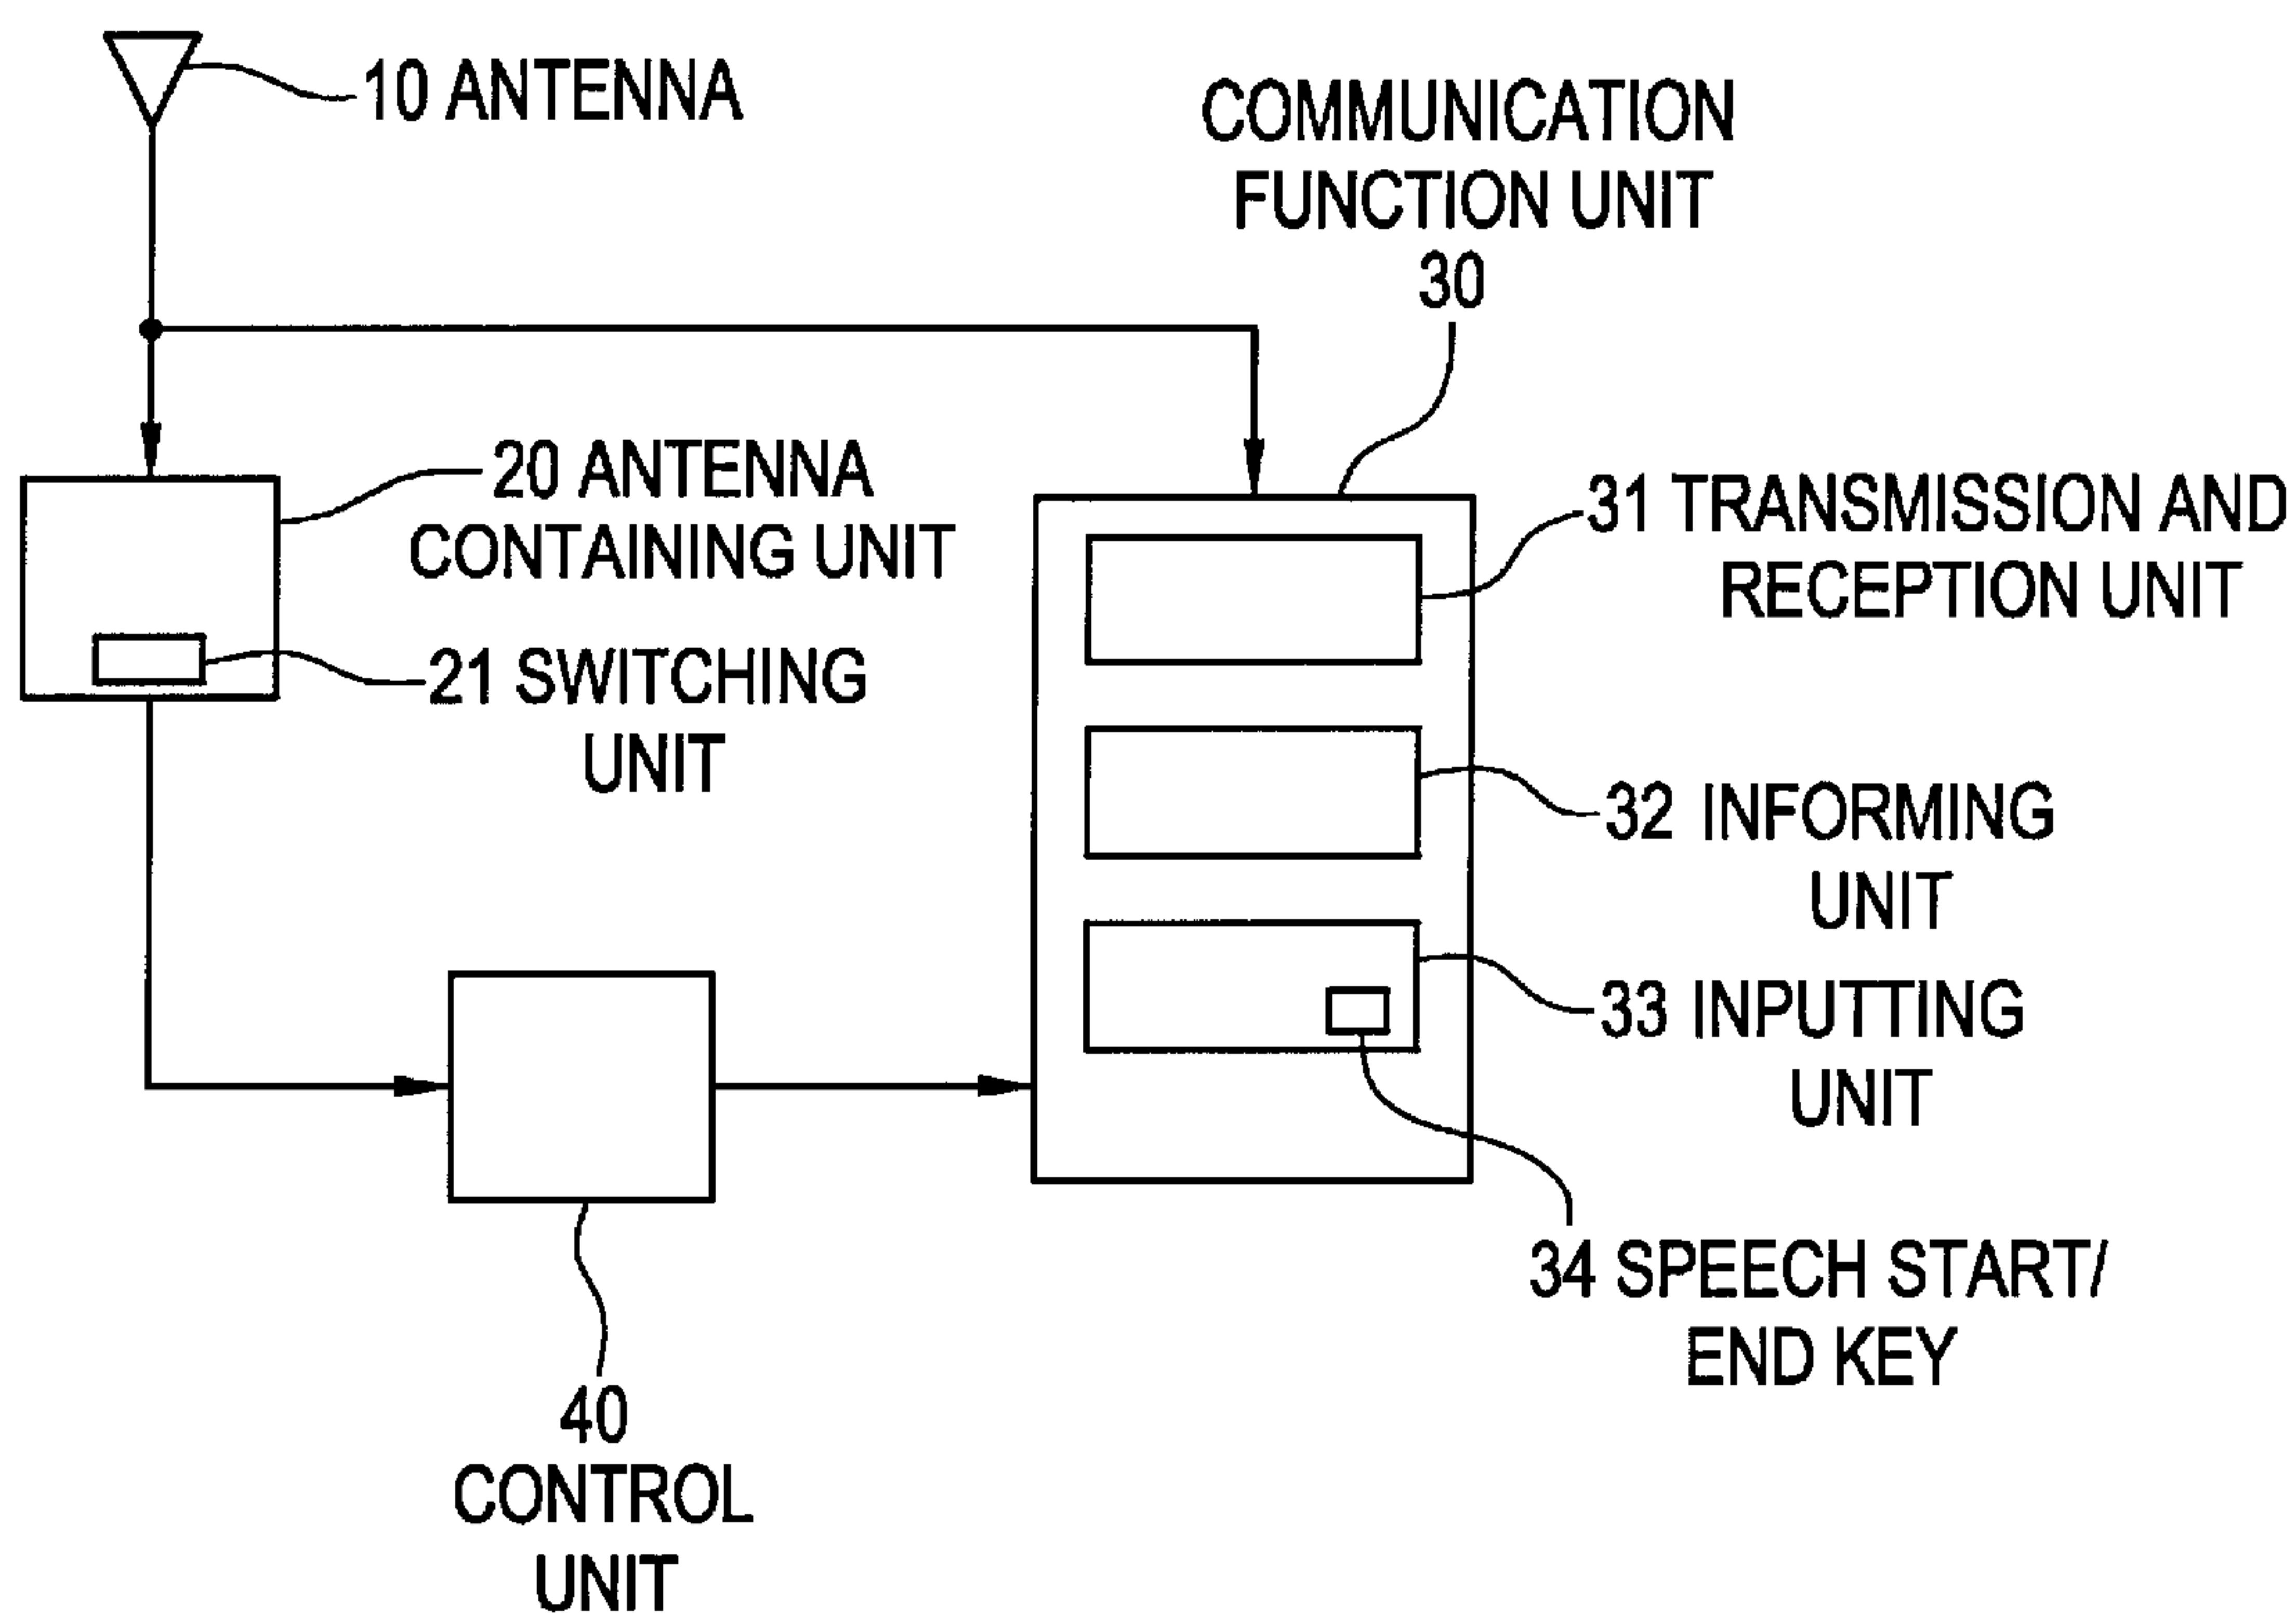 10 ANTENNA
COMMUNICATION
FUNCTION UNIT
30
20 ANTENNA
CONTAINING UNIT
21 SWITCHING
UNIT
31 TRANSMISSION AND
RECEPTION UNIT
32 INFORMING
UNIT
33 INPUTTING
UNIT
34 SPEECH START/
END KEY
40
CONTROL
UNIT